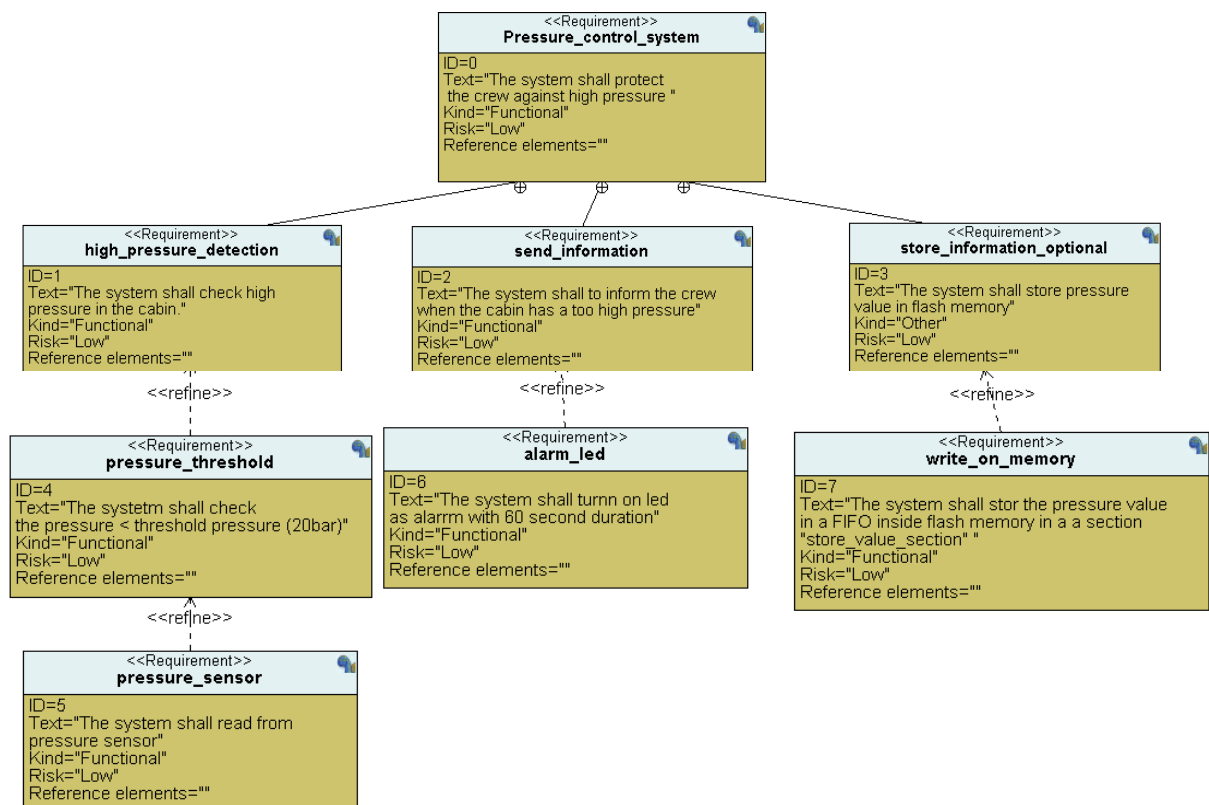 <<Requirement>>
Pressure_control_system
ID=0
Text="The system shall protect
the crew against high pressure "
Kind="Functional"
Risk="Low"
Reference elements=""
<<Requirement>>
high_pressure_detection
ID=1
Text="The system shall check high
pressure in the cabin."
Kind="Functional"
Risk="Low"
Reference elements=""
<<Requirement>>
send_information
ID=2
Text="The system shall to inform the crew
when the cabin has a too high pressure"
Kind="Functional"
Risk="Low"
Reference elements=""
<<Requirement>>
store_information_optional
ID=3
Text="The system shall store pressure
value in flash memory"
Kind="Other"
Risk="Low"
Reference elements=""
<<refine>>
<<refine>>
<<refine>>
<<Requirement>>
pressure_threshold
ID=4
Text="The systetm shall check
the pressure < threshold pressure (20bar)"
Kind="Functional"
Risk="Low"
Reference elements=""
<<Requirement>>
alarm_led
ID=6
Text="The system shall turnn on led
as alarrm with 60 second duration"
Kind="Functional"
Risk="Low"
Reference elements=""
<<Requirement>>
write_on_memory
ID=7
Text="The system shall stor the pressure value
in a FIFO inside flash memory in a a section
"store_value_section" "
Kind="Functional"
Risk="Low"
Reference elements=""
<<refine>>
<<Requirement>>
pressure_sensor
ID=5
Text="The system shall read from
pressure sensor"
Kind="Functional"
Risk="Low"
Reference elements=""